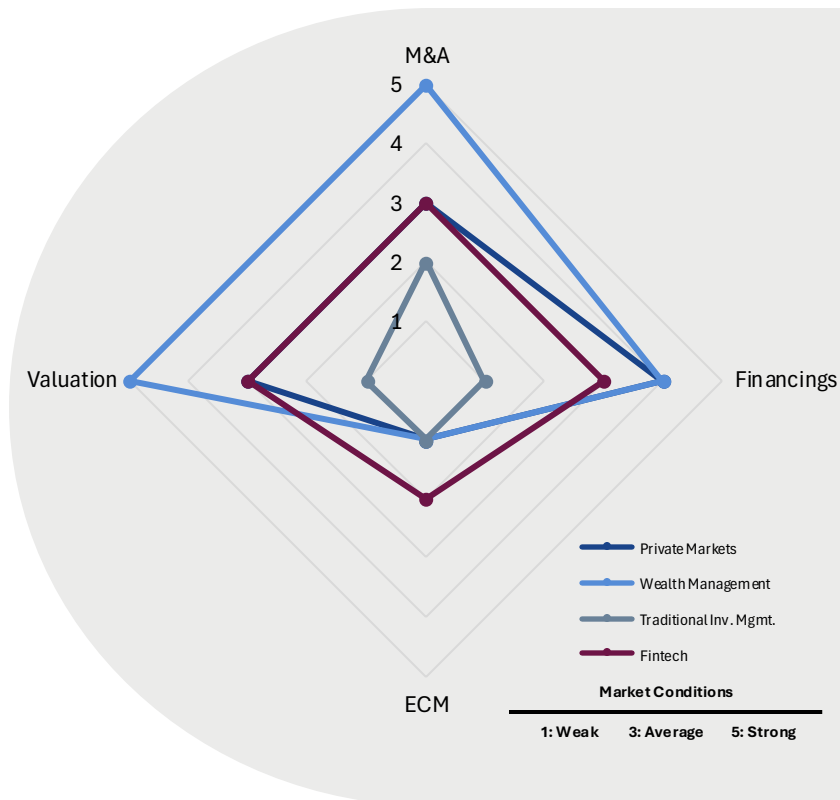 M&A
5
4
3
2
1
Valuation
Financings
Private Markets
Wealth Management
Traditional Inv. Mgmt.
Fintech
Market Conditions
ECM
1: Weak 3: Average 5: Strong